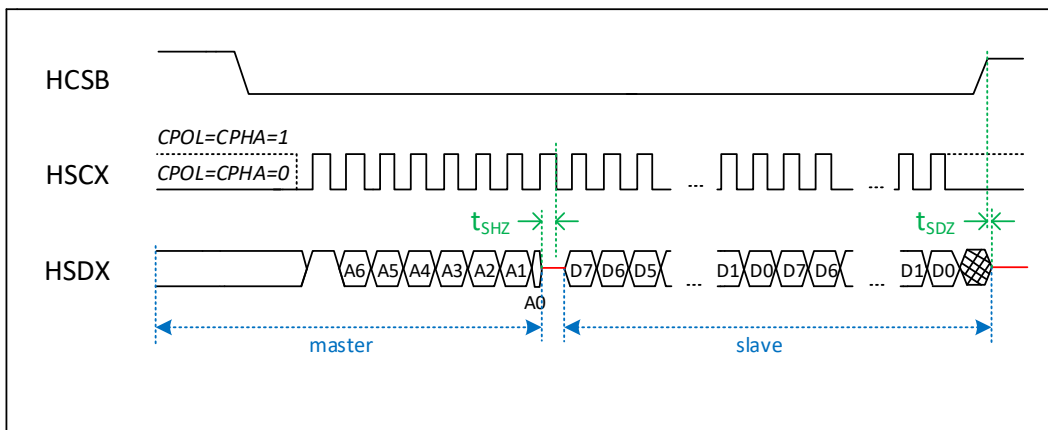 HCSB
CPOL=CPHA=1
HSCX
CPOL=CPHA=0
... ...
tSHZ tSDZ
HSDX A6 A5 A4 A3 A2 A1 D7 D6 D5 ... D1 D0 D7 D6 ... D1 D0
A0
master slave